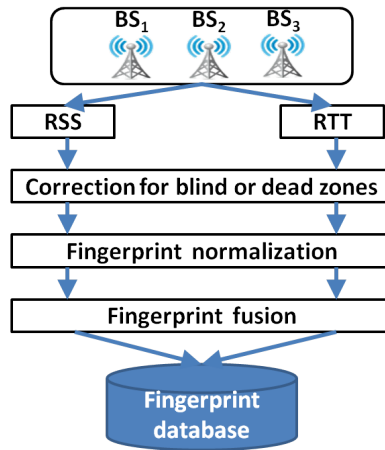 BS1 BS2 BS3
RSS RTT
Correction for blind or dead zones
Fingerprint normalization
Fingerprint fusion
Fingerprint
database